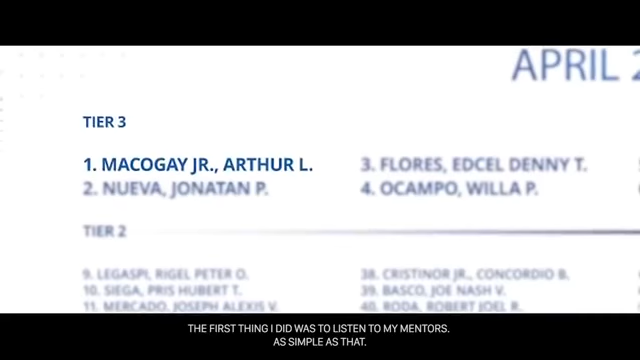 APRIL 2
TIER 3
1. MACOGAY JR., ARTHUR L.
3. FLORES, EDCEL DENNY T.
2. NUEVA, JONATAN P.
4. OCAMPO, WILLA P.
TIER 2
9. LEGASPI, RIGEL PETER O.
38. CRISTINOR JR., CONCORDIO B.
10. SIEGA, PRIS HUBERT T.
39. BASCO, JOE NASH V.
11. MERCADO, JOSEPH ALEXIS V.
40. RODA, ROBERT JOEL R.
THE FIRST THING I DID WAS TO LISTEN TO MY MENTORS.
AS SIMPLE AS THAT.